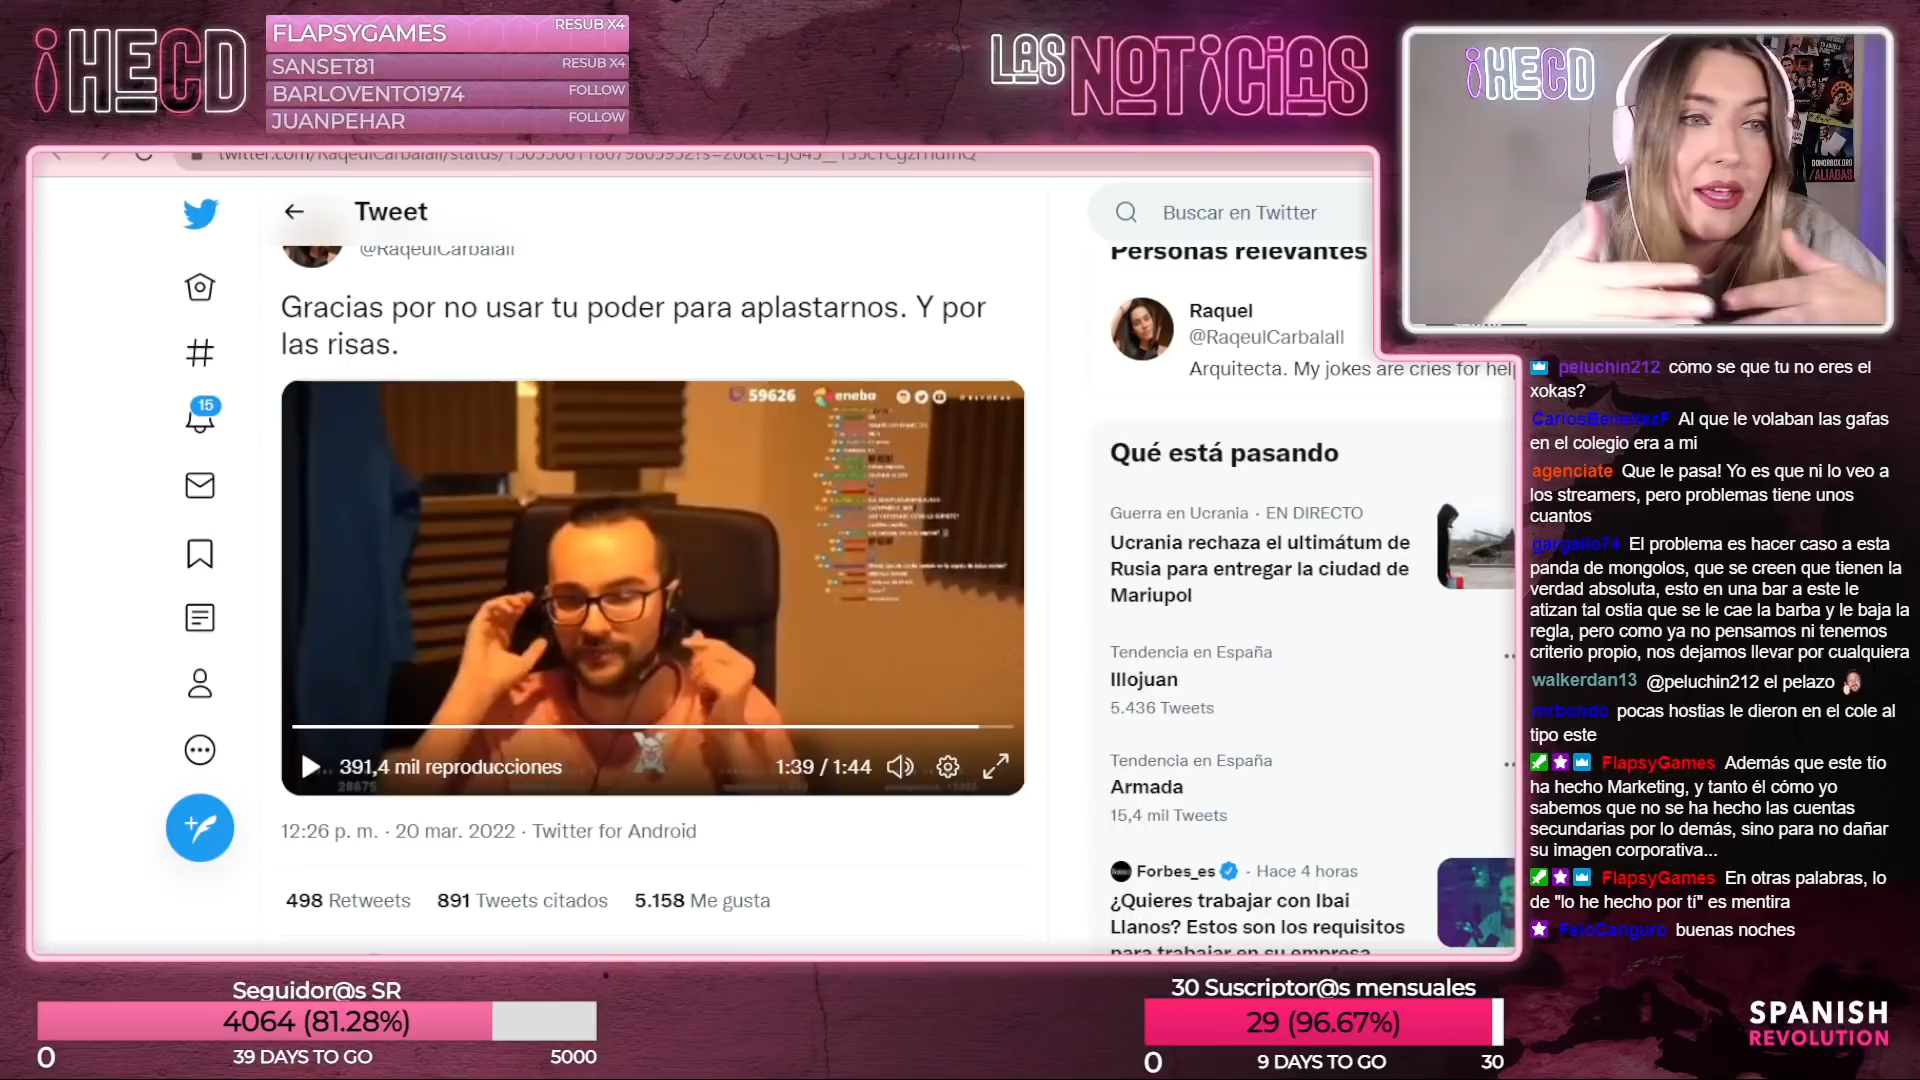 ¡HECD
FLAPSYGAMES RESUB X4
SANSET81 RESUB X4
BARLOVENTO1974 FOLLOW
JUANPEHAR FOLLOW
LAS NOTICIAS
¡HECD
DONORBOX.ORG
/ALIADAS
Tweet
@RaqeulCarbalall
Gracias por no usar tu poder para aplastarnos. Y por
las risas.
59626 eneba
391,4 mil reproducciones 1:39 / 1:44
12:26 p. m. · 20 mar. 2022 · Twitter for Android
498 Retweets 891 Tweets citados 5.158 Me gusta
15
Buscar en Twitter
Personas relevantes
Raquel
@RaqeulCarbalall
Arquitecta. My jokes are cries for help
Qué está pasando
Guerra en Ucrania · EN DIRECTO
Ucrania rechaza el ultimátum de
Rusia para entregar la ciudad de
Mariupol
Tendencia en España
Illojuan
5.436 Tweets
Tendencia en España
Armada
15,4 mil Tweets
Forbes_es · Hace 4 horas
¿Quieres trabajar con Ibai
Llanos? Estos son los requisitos
para trabajar en su empresa
peluchin212 cómo se que tu no eres el
xokas?
CarlosBeneitezF Al que le volaban las gafas
en el colegio era a mi
agenciate Que le pasa! Yo es que ni lo veo a
los streamers, pero problemas tiene unos
cuantos
gargallo74 El problema es hacer caso a esta
panda de mongolos, que se creen que tienen la
verdad absoluta, esto en una bar a este le
atizan tal ostia que se le cae la barba y le baja la
regla, pero como ya no pensamos ni tenemos
criterio propio, nos dejamos llevar por cualquiera
walkerdan13 @peluchin212 el pelazo
mrbondo pocas hostias le dieron en el cole al
tipo este
FlapsyGames Además que este tío
ha hecho Marketing, y tanto él cómo yo
sabemos que no se ha hecho las cuentas
secundarias por lo demás, sino para no dañar
su imagen corporativa...
FlapsyGames En otras palabras, lo
de "lo he hecho por tí" es mentira
FeloCanguro buenas noches
Seguidor@s SR
4064 (81.28%)
0 39 DAYS TO GO 5000
30 Suscriptor@s mensuales
29 (96.67%)
0 9 DAYS TO GO 30
SPANISH
REVOLUTION